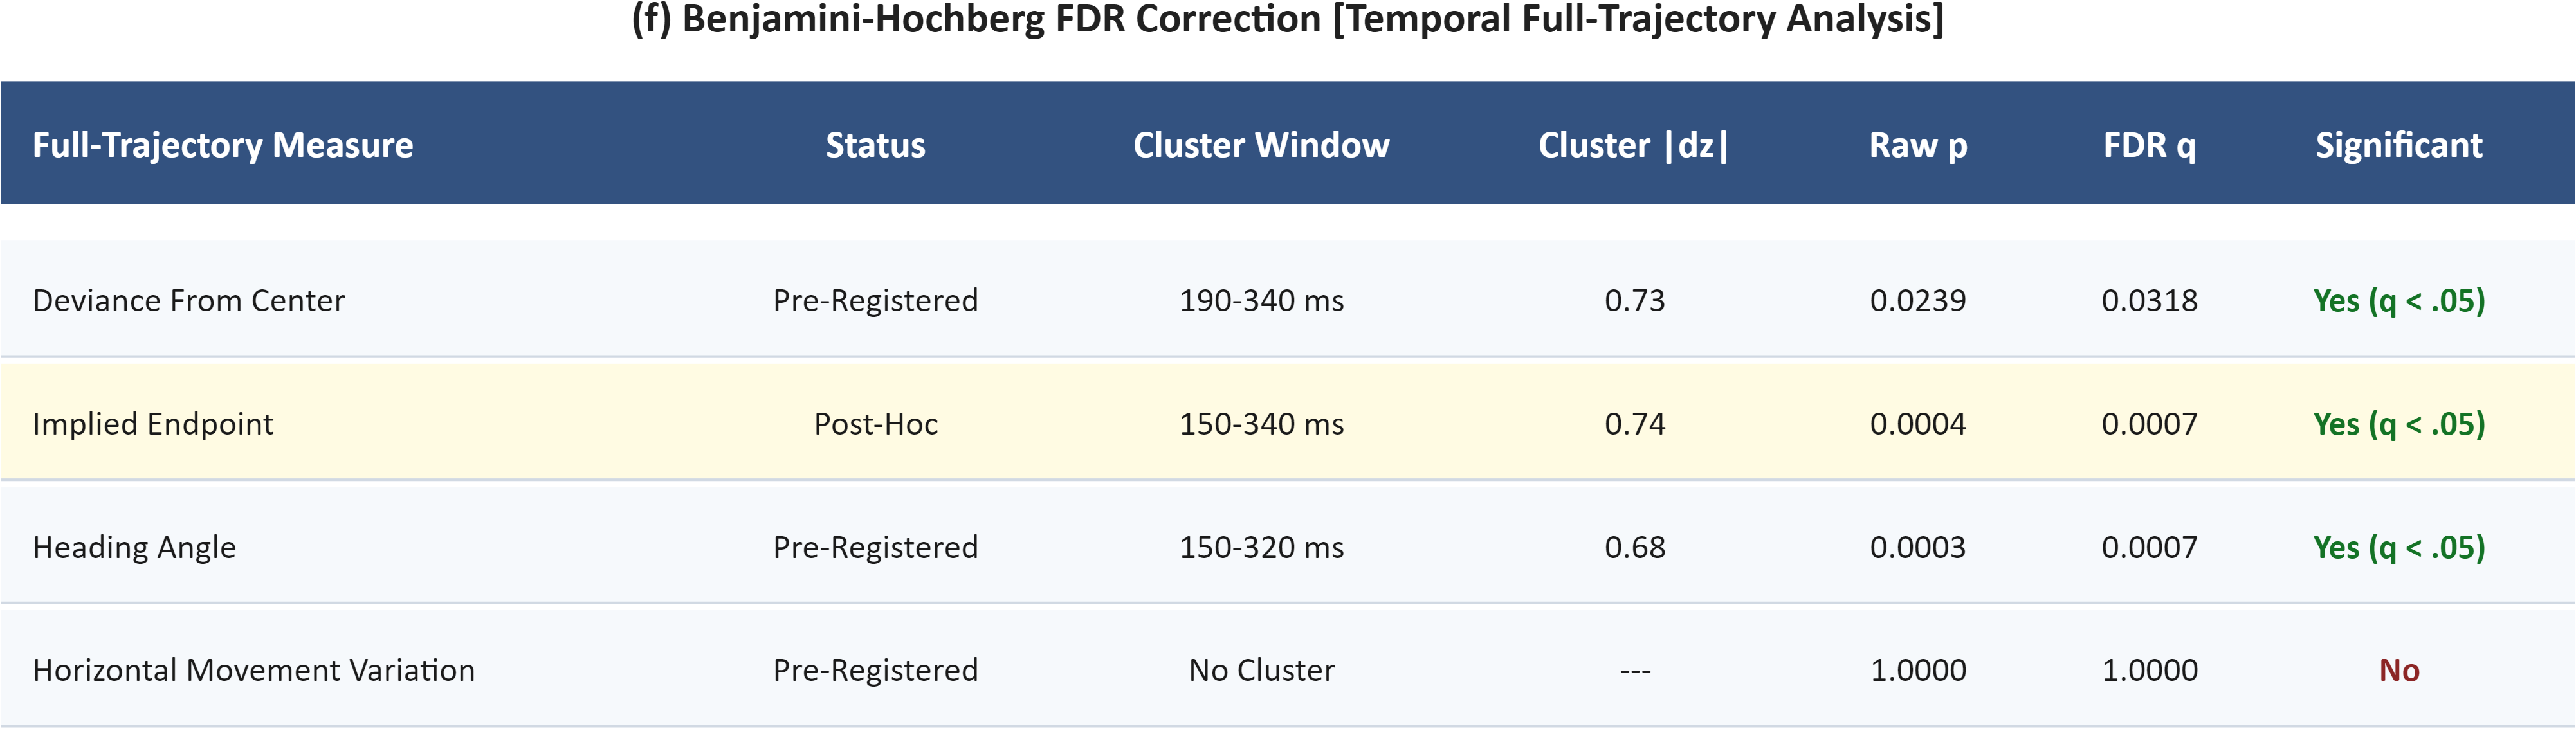 (f) Benjamini-Hochberg FDR Correction [Temporal Full-Trajectory Analysis]
Full-Trajectory Measure Status Cluster Window Cluster |dz| Raw p FDR q Significant
Deviance From Center Pre-Registered 190-340 ms 0.73 0.0239 0.0318 Yes (q < .05)
Implied Endpoint Post-Hoc 150-340 ms 0.74 0.0004 0.0007 Yes (q < .05)
Heading Angle Pre-Registered 150-320 ms 0.68 0.0003 0.0007 Yes (q < .05)
Horizontal Movement Variation Pre-Registered No Cluster --- 1.0000 1.0000 No